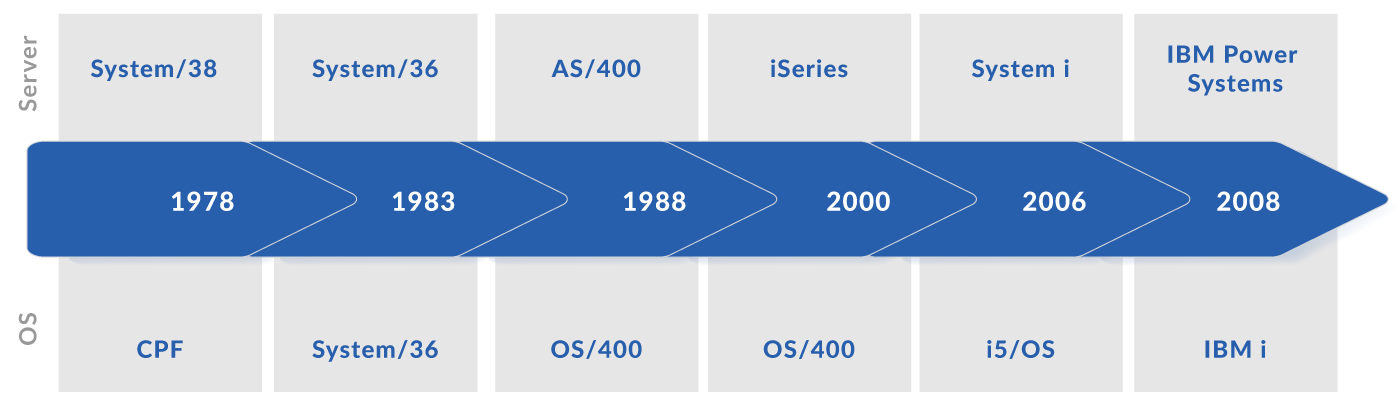 Server
System/38
System/36
AS/400
iSeries
System i
IBM Power
Systems
1978
1983
1988
2000
2006
2008
OS
CPF
System/36
OS/400
OS/400
i5/OS
IBM i